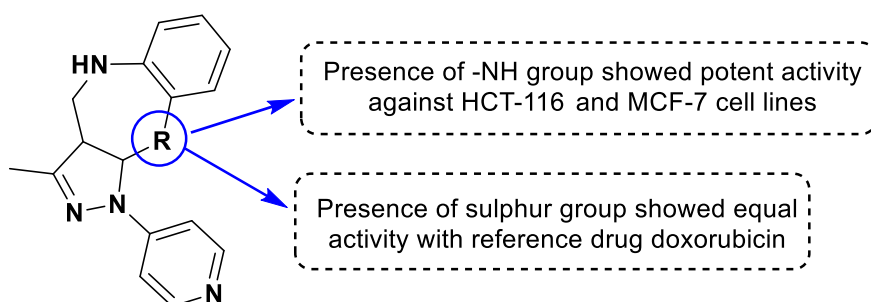 HN
Presence of -NH group showed potent activity
against HCT-116 and MCF-7 cell lines
R
N
N
Presence of sulphur group showed equal
activity with reference drug doxorubicin
N